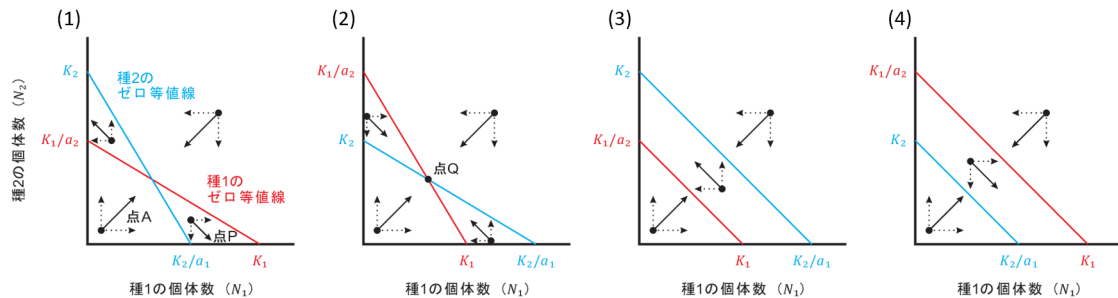 (1)
種2の個体数（N₂）
K₂
K₁/a₂
種2の
ゼロ等値線
種1の
ゼロ等値線
点A
点P
K₂/a₁
K₁
種1の個体数（N₁）
(2)
K₁/a₂
K₂
点Q
K₁
K₂/a₁
種1の個体数（N₁）
(3)
K₂
K₁/a₂
K₁
K₂/a₁
種1の個体数（N₁）
(4)
K₁/a₂
K₂
K₂/a₁
K₁
種1の個体数（N₁）